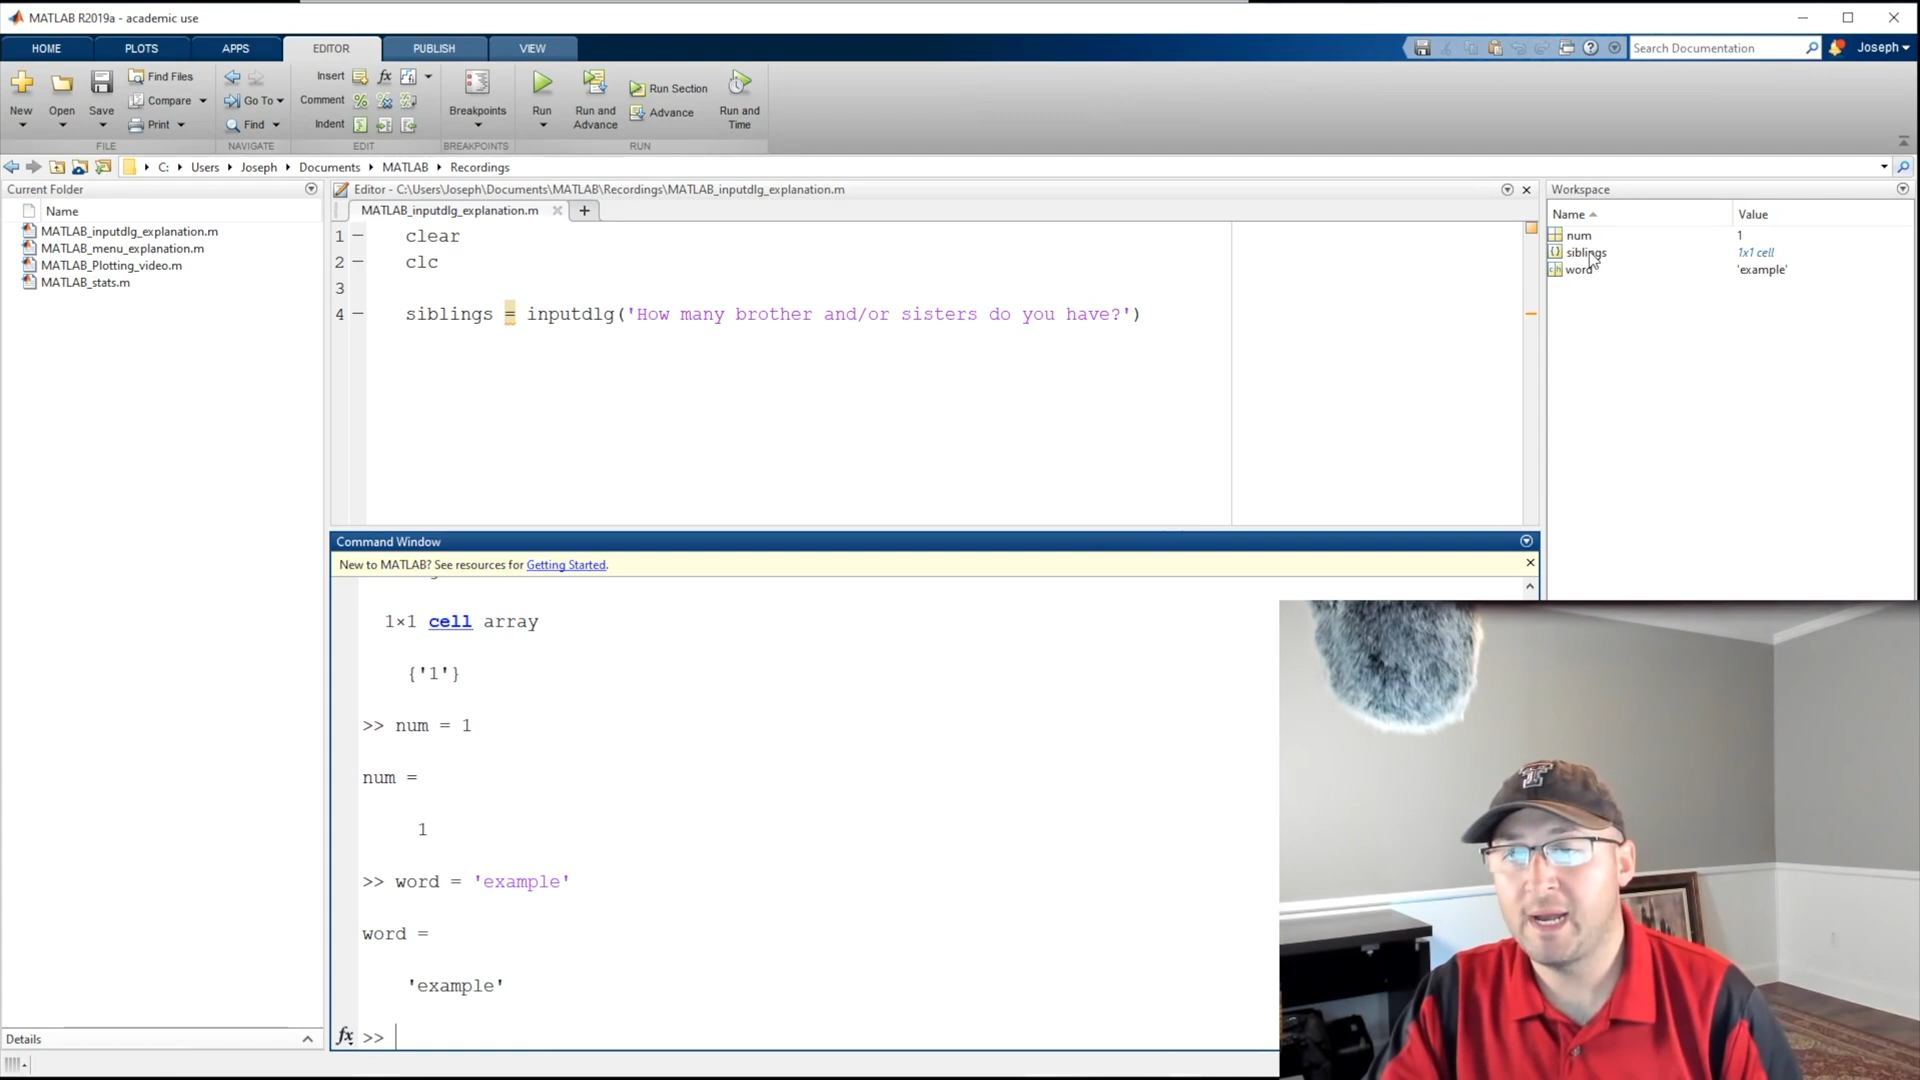 MATLAB R2019a - academic use
HOME PLOTS APPS EDITOR PUBLISH VIEW
Search Documentation
Joseph
New Open Save
Find Files
Compare
Print
FILE
Go To
Find
NAVIGATE
Insert fx
Comment
Indent
EDIT
Breakpoints
BREAKPOINTS
Run
Run and Advance
Run Section
Advance
Run and Time
RUN
C: Users Joseph Documents MATLAB Recordings
Current Folder
Name
MATLAB_inputdlg_explanation.m
MATLAB_menu_explanation.m
MATLAB_Plotting_video.m
MATLAB_stats.m
Details
Editor - C:\Users\Joseph\Documents\MATLAB\Recordings\MATLAB_inputdlg_explanation.m
MATLAB_inputdlg_explanation.m
1 clear
2 clc
3
4 siblings = inputdlg('How many brother and/or sisters do you have?')
Command Window
New to MATLAB? See resources for Getting Started.
1×1 cell array
{'1'}
>> num = 1
num =
1
>> word = 'example'
word =
'example'
fx >>
Workspace
Name Value
num 1
siblings 1x1 cell
word 'example'